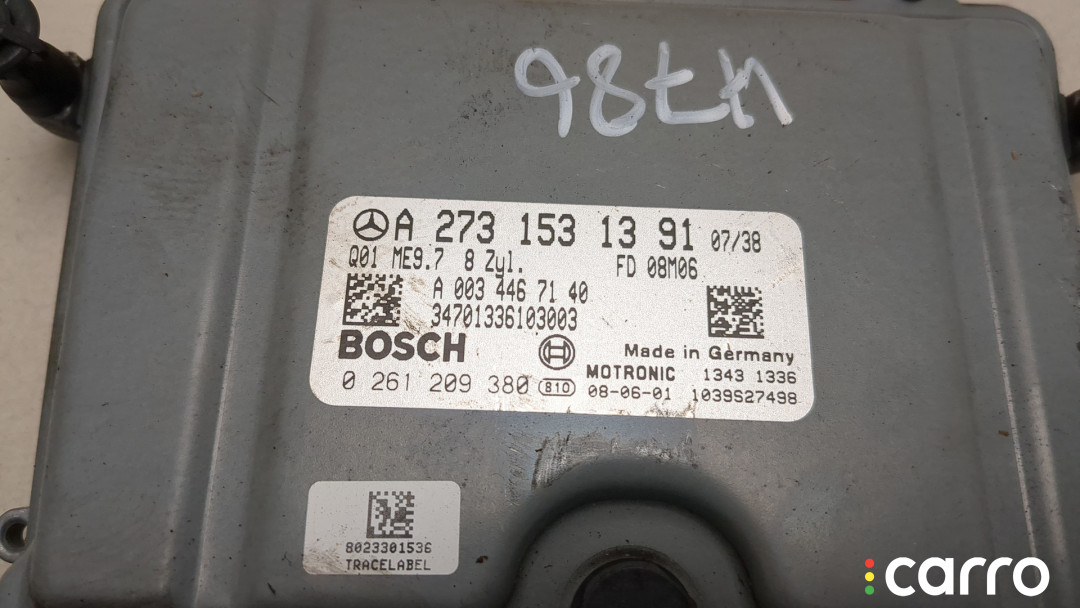 A 273 153 13 91 07/38
Q01 ME9.7 8 Zyl. FD 08M06
A 003 446 71 40
34701336103003
BOSCH Made in Germany
MOTRONIC 1343 1336
0 261 209 380 810 08-06-01 1039S27498
8023301536
TRACELABEL
carro